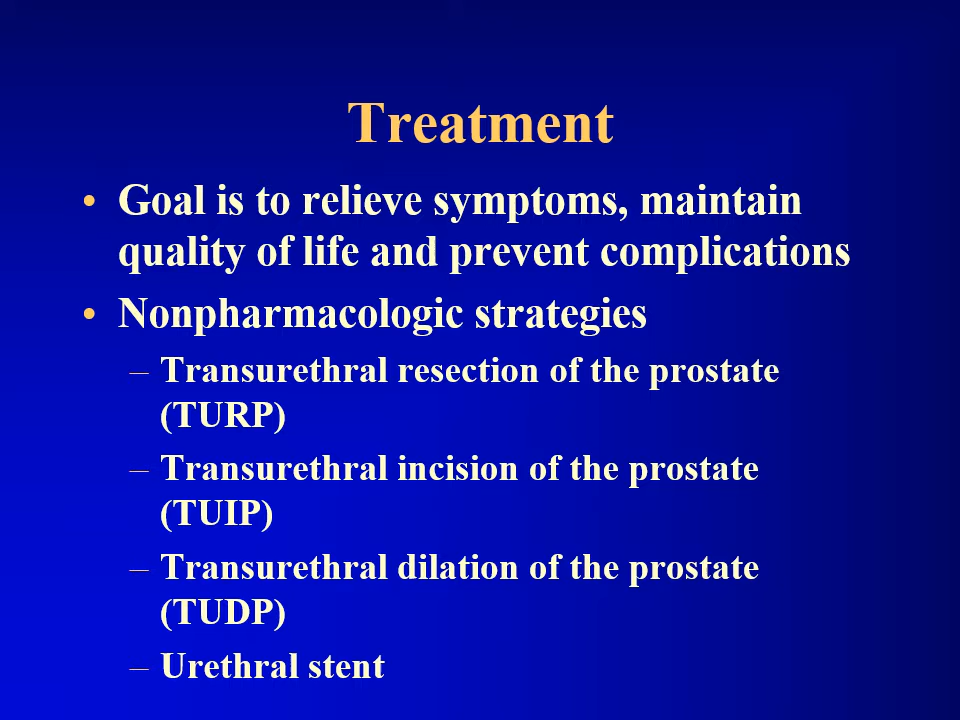 Treatment
• Goal is to relieve symptoms, maintain
quality of life and prevent complications
• Nonpharmacologic strategies
– Transurethral resection of the prostate
(TURP)
– Transurethral incision of the prostate
(TUIP)
– Transurethral dilation of the prostate
(TUDP)
– Urethral stent